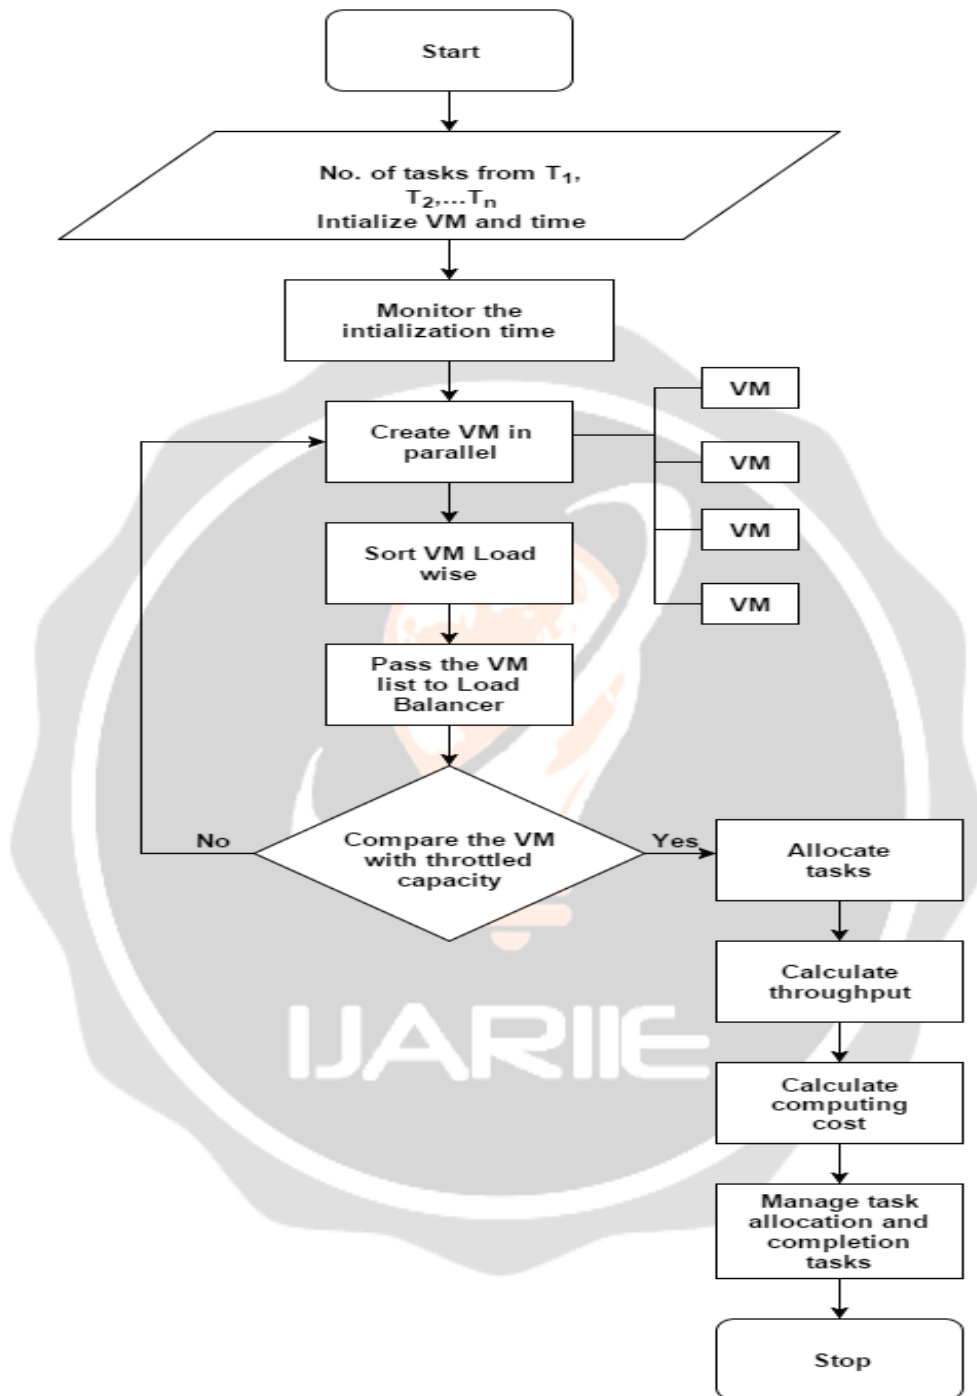 Start
No. of tasks from T1,
T2,...Tn
Intialize VM and time
Monitor the
intialization time
Create VM in
parallel
VM
VM
VM
VM
Sort VM Load
wise
Pass the VM
list to Load
Balancer
Compare the VM
with throttled
capacity
No
Yes
Allocate
tasks
Calculate
throughput
Calculate
computing
cost
Manage task
allocation and
completion
tasks
Stop
IJARIIE